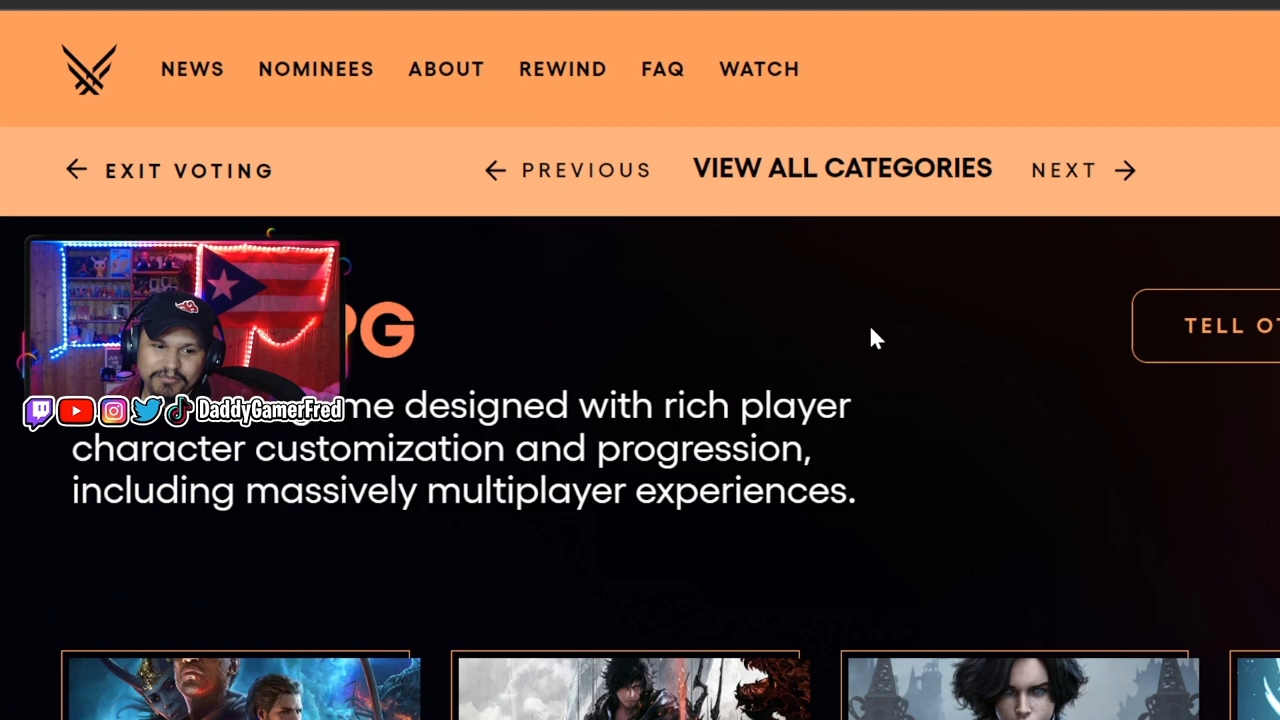 NEWS NOMINEES ABOUT REWIND FAQ WATCH
← EXIT VOTING ← PREVIOUS VIEW ALL CATEGORIES NEXT →
PG
TELL
DaddyGamerFred
me designed with rich player
character customization and progression,
including massively multiplayer experiences.